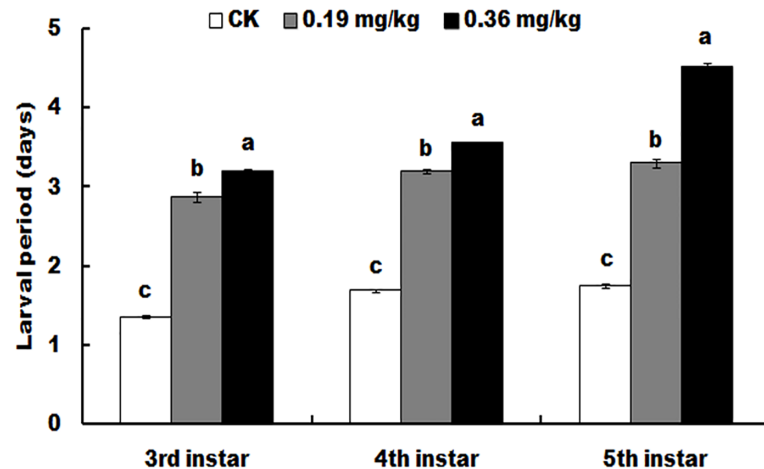 CK 0.19 mg/kg 0.36 mg/kg
Larval period (days)
5
4
3
2
1
0
c b a
c b a
c b a
3rd instar 4th instar 5th instar